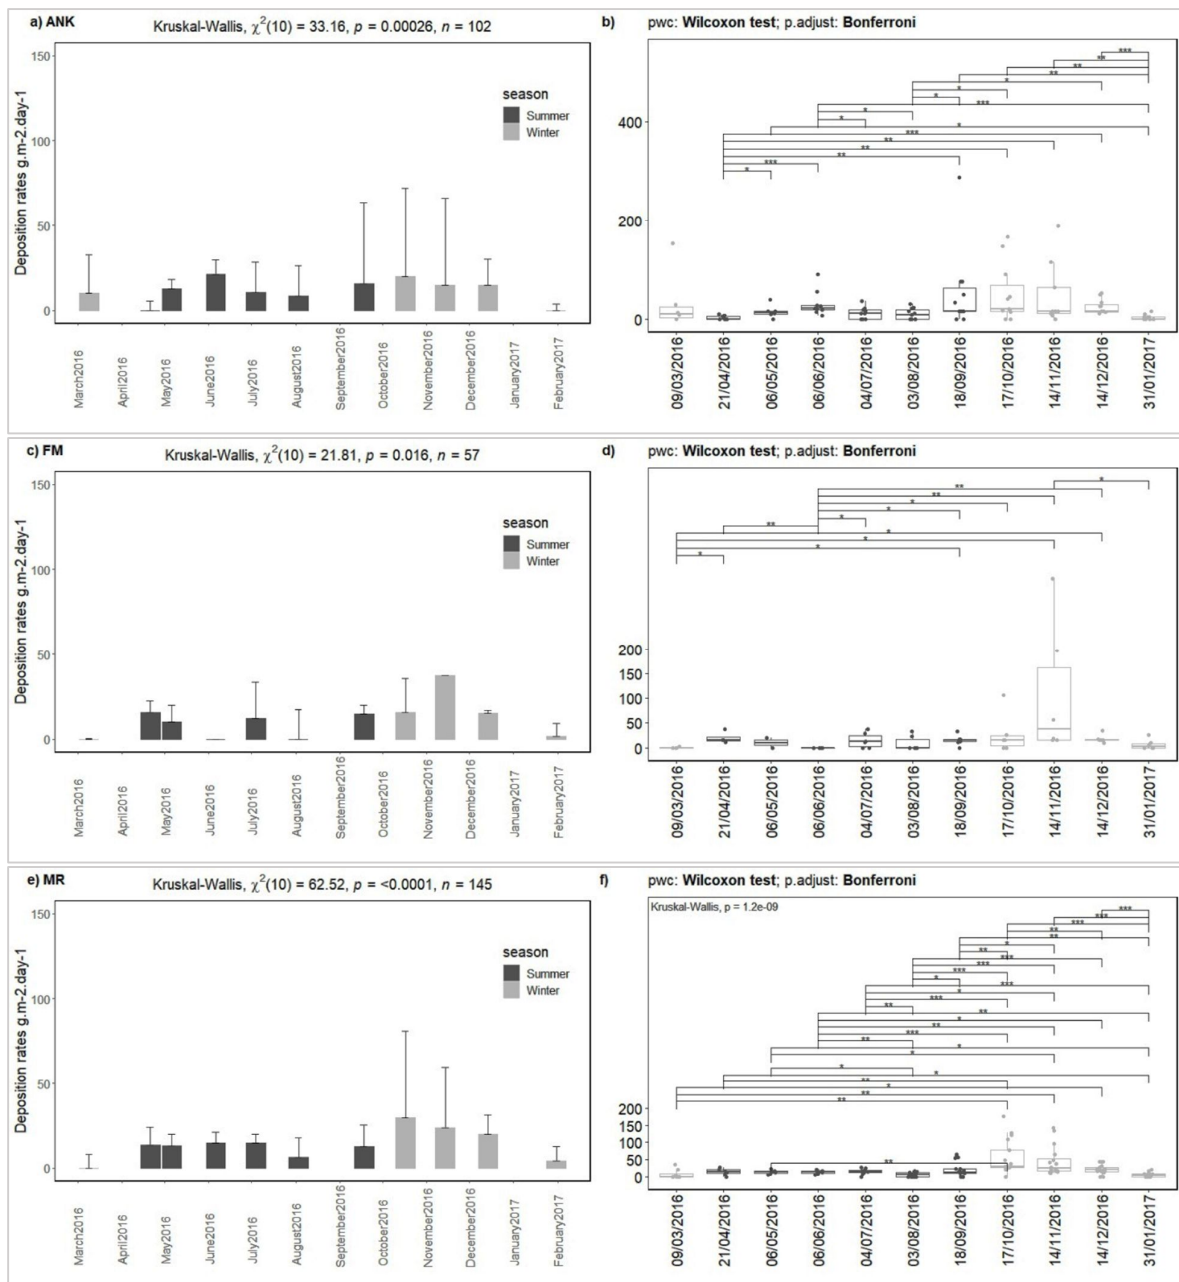 a) ANK
Kruskal-Wallis, χ2(10) = 33.16, p = 0.00026, n = 102
Deposition rates g.m-2.day-1
150
100
50
0
season
Summer
Winter
March2016
April2016
May2016
June2016
July2016
August2016
September2016
October2016
November2016
December2016
January2017
February2017
b)
pwc: Wilcoxon test; p.adjust: Bonferroni
***
**
**
**
*
*
*
***
*
*
*
***
**
**
**
***
*
400
200
0
09/03/2016
21/04/2016
06/05/2016
06/06/2016
04/07/2016
03/08/2016
18/09/2016
17/10/2016
14/11/2016
14/12/2016
31/01/2017
c) FM
Kruskal-Wallis, χ2(10) = 21.81, p = 0.016, n = 57
Deposition rates g.m-2.day-1
150
100
50
0
season
Summer
Winter
March2016
April2016
May2016
June2016
July2016
August2016
September2016
October2016
November2016
December2016
January2017
February2017
d)
pwc: Wilcoxon test; p.adjust: Bonferroni
*
**
**
*
*
*
**
*
*
*
*
200
150
100
50
0
09/03/2016
21/04/2016
06/05/2016
06/06/2016
04/07/2016
03/08/2016
18/09/2016
17/10/2016
14/11/2016
14/12/2016
31/01/2017
e) MR
Kruskal-Wallis, χ2(10) = 62.52, p = <0.0001, n = 145
Deposition rates g.m-2.day-1
150
100
50
0
season
Summer
Winter
March2016
April2016
May2016
June2016
July2016
August2016
September2016
October2016
November2016
December2016
January2017
February2017
f)
pwc: Wilcoxon test; p.adjust: Bonferroni
Kruskal-Wallis, p = 1.2e-09
***
***
***
**
**
*
**
***
***
***
*
***
*
***
**
**
*
**
***
**
*
*
*
*
**
*
**
**
**
200
150
100
50
0
09/03/2016
21/04/2016
06/05/2016
06/06/2016
04/07/2016
03/08/2016
18/09/2016
17/10/2016
14/11/2016
14/12/2016
31/01/2017